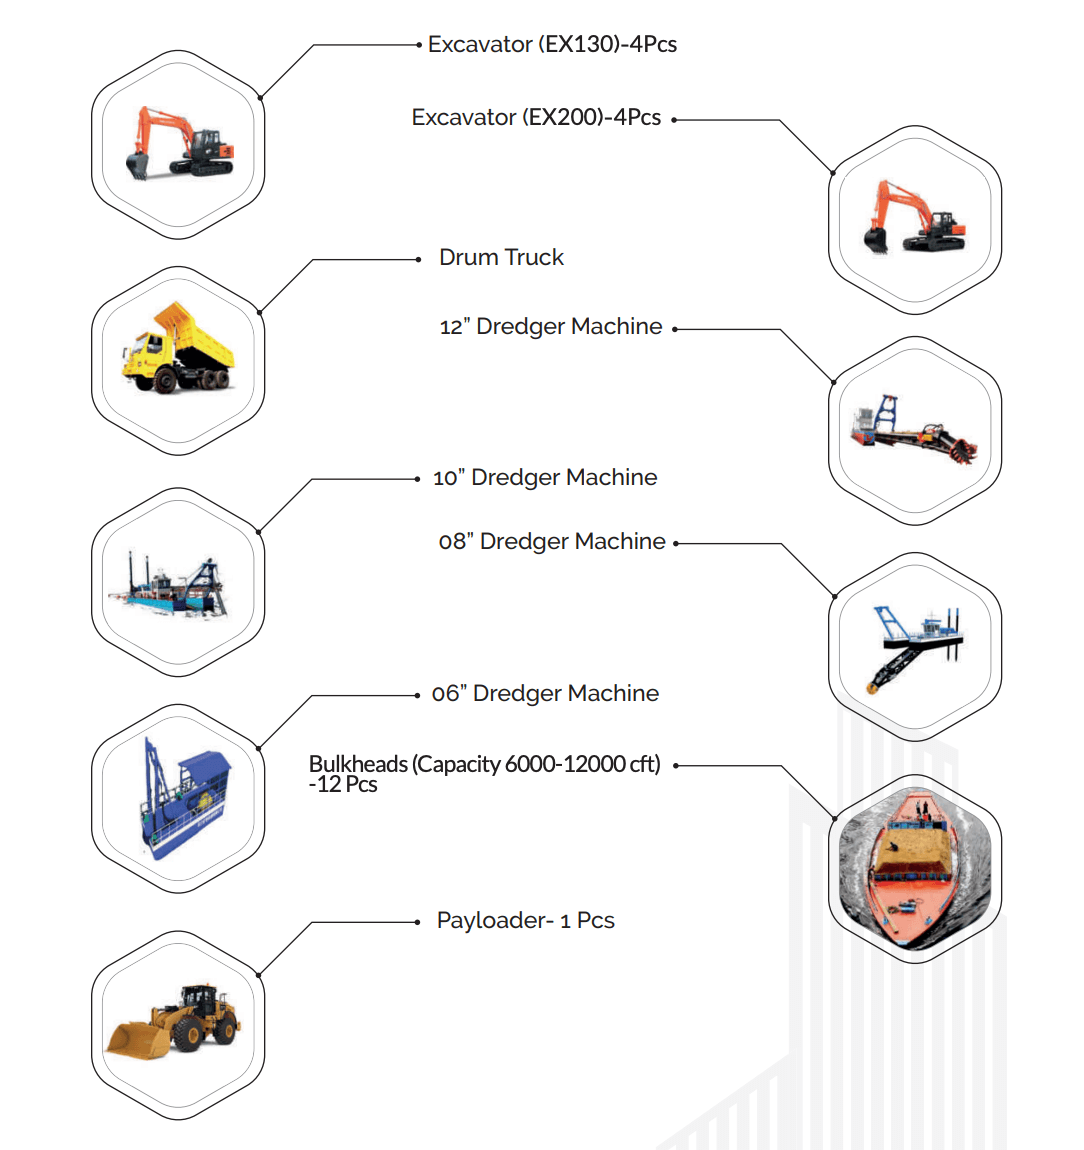 Excavator (EX130)-4Pcs
Excavator (EX200)-4Pcs
Drum Truck
12” Dredger Machine
10” Dredger Machine
08” Dredger Machine
06” Dredger Machine
Bulkheads (Capacity 6000-12000 cft)
-12 Pcs
Payloader- 1 Pcs